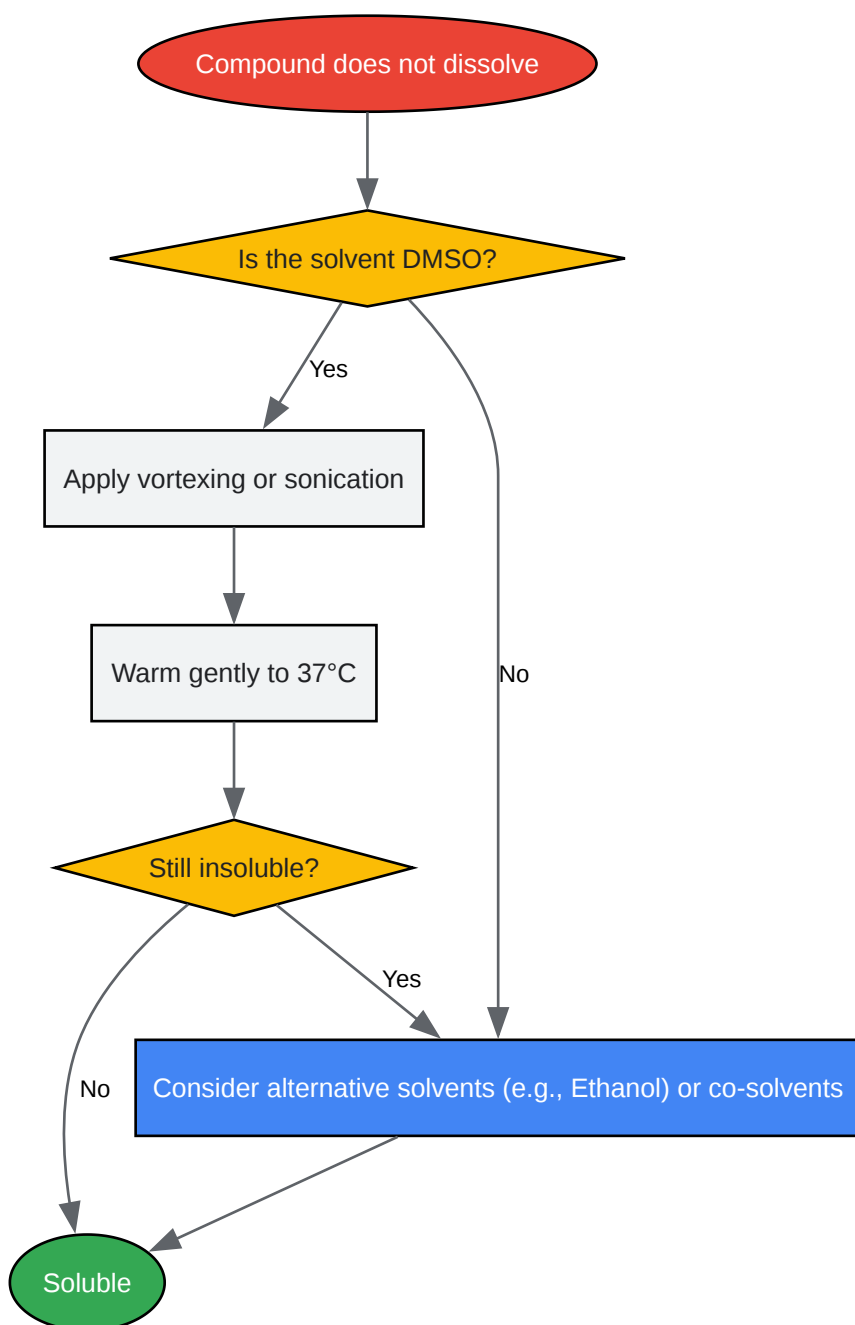 Compound does not dissolve
Is the solvent DMSO?
Yes
Apply vortexing or sonication
Warm gently to 37°C
No
Still insoluble?
Yes
No
Consider alternative solvents (e.g., Ethanol) or co-solvents
Soluble